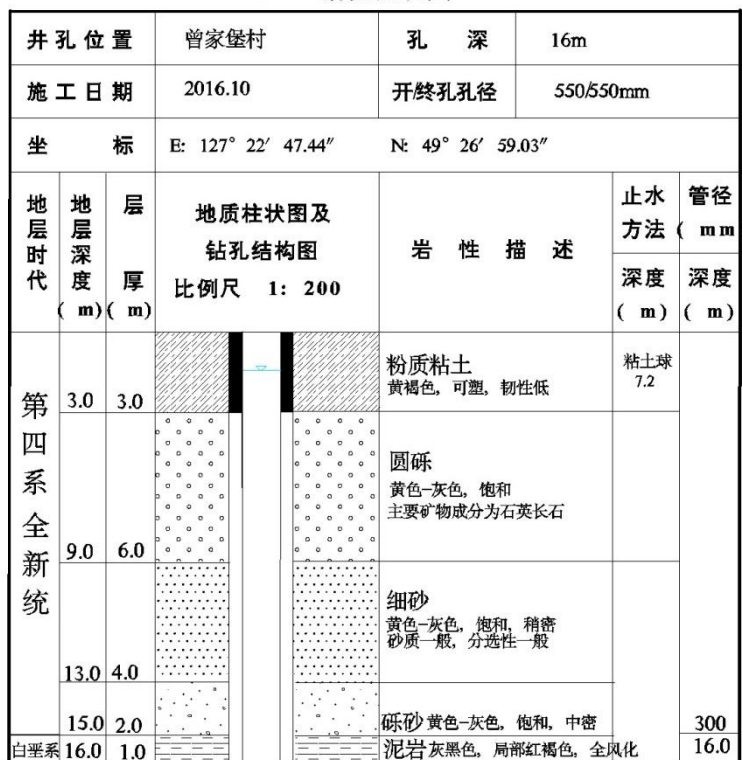 井孔位置 曾家堡村 孔 深 16m
施工日期 2016.10 开/终孔孔径 550/550mm
坐 标 E: 127° 22′ 47.44″ N: 49° 26′ 59.03″
地层时代 地层深度( m) 层厚( m) 地质柱状图及钻孔结构图 比例尺 1: 200 岩 性 描 述 止水方法 深度( m) 管径( mm 深度( m)
第四系全新统
3.0 3.0
粉质粘土
黄褐色, 可塑, 韧性低
粘土球
7.2
9.0 6.0
圆砾
黄色-灰色, 饱和
主要矿物成分为石英长石
13.0 4.0
细砂
黄色-灰色, 饱和, 稍密
砂质一般, 分选性一般
15.0 2.0
砾砂 黄色-灰色, 饱和, 中密
300
白垩系 16.0 1.0
泥岩 灰黑色, 局部红褐色, 全风化
16.0